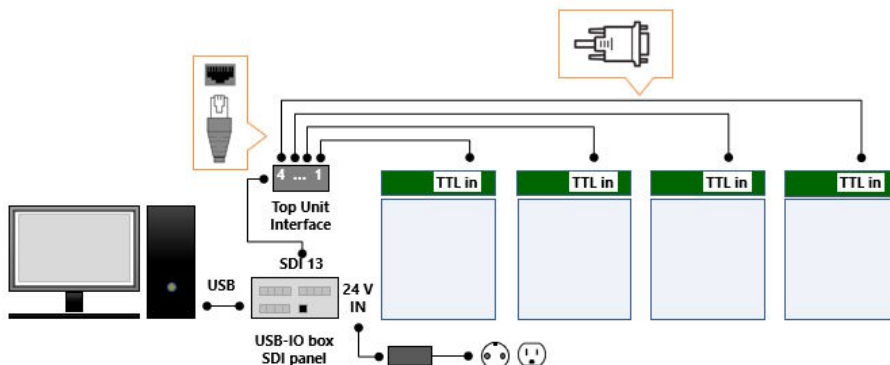 4 ... 1
TTL in
TTL in
TTL in
TTL in
Top Unit
Interface
SDI 13
USB
24 V
IN
USB-IO box
SDI panel